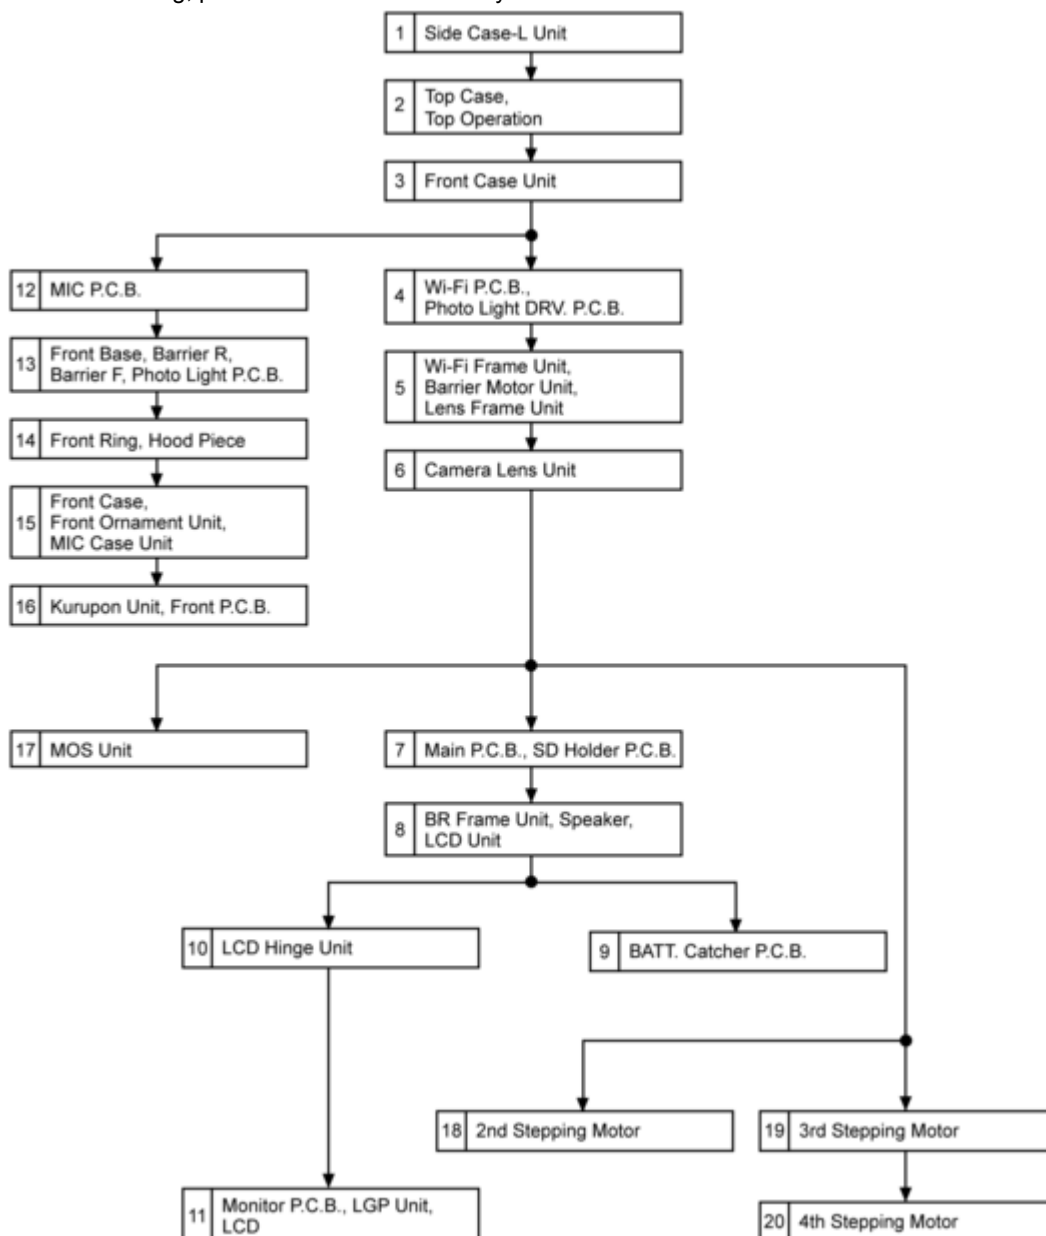 1 Side Case-L Unit
2 Top Case,
Top Operation
3 Front Case Unit
12 MIC P.C.B.
4 Wi-Fi P.C.B.,
Photo Light DRV. P.C.B.
13 Front Base, Barrier R,
Barrier F, Photo Light P.C.B.
5 Wi-Fi Frame Unit,
Barrier Motor Unit,
Lens Frame Unit
14 Front Ring, Hood Piece
6 Camera Lens Unit
15 Front Case,
Front Ornament Unit,
MIC Case Unit
16 Kurupon Unit, Front P.C.B.
17 MOS Unit
7 Main P.C.B., SD Holder P.C.B.
8 BR Frame Unit, Speaker,
LCD Unit
10 LCD Hinge Unit
9 BATT. Catcher P.C.B.
18 2nd Stepping Motor
19 3rd Stepping Motor
11 Monitor P.C.B., LGP Unit,
LCD
20 4th Stepping Motor